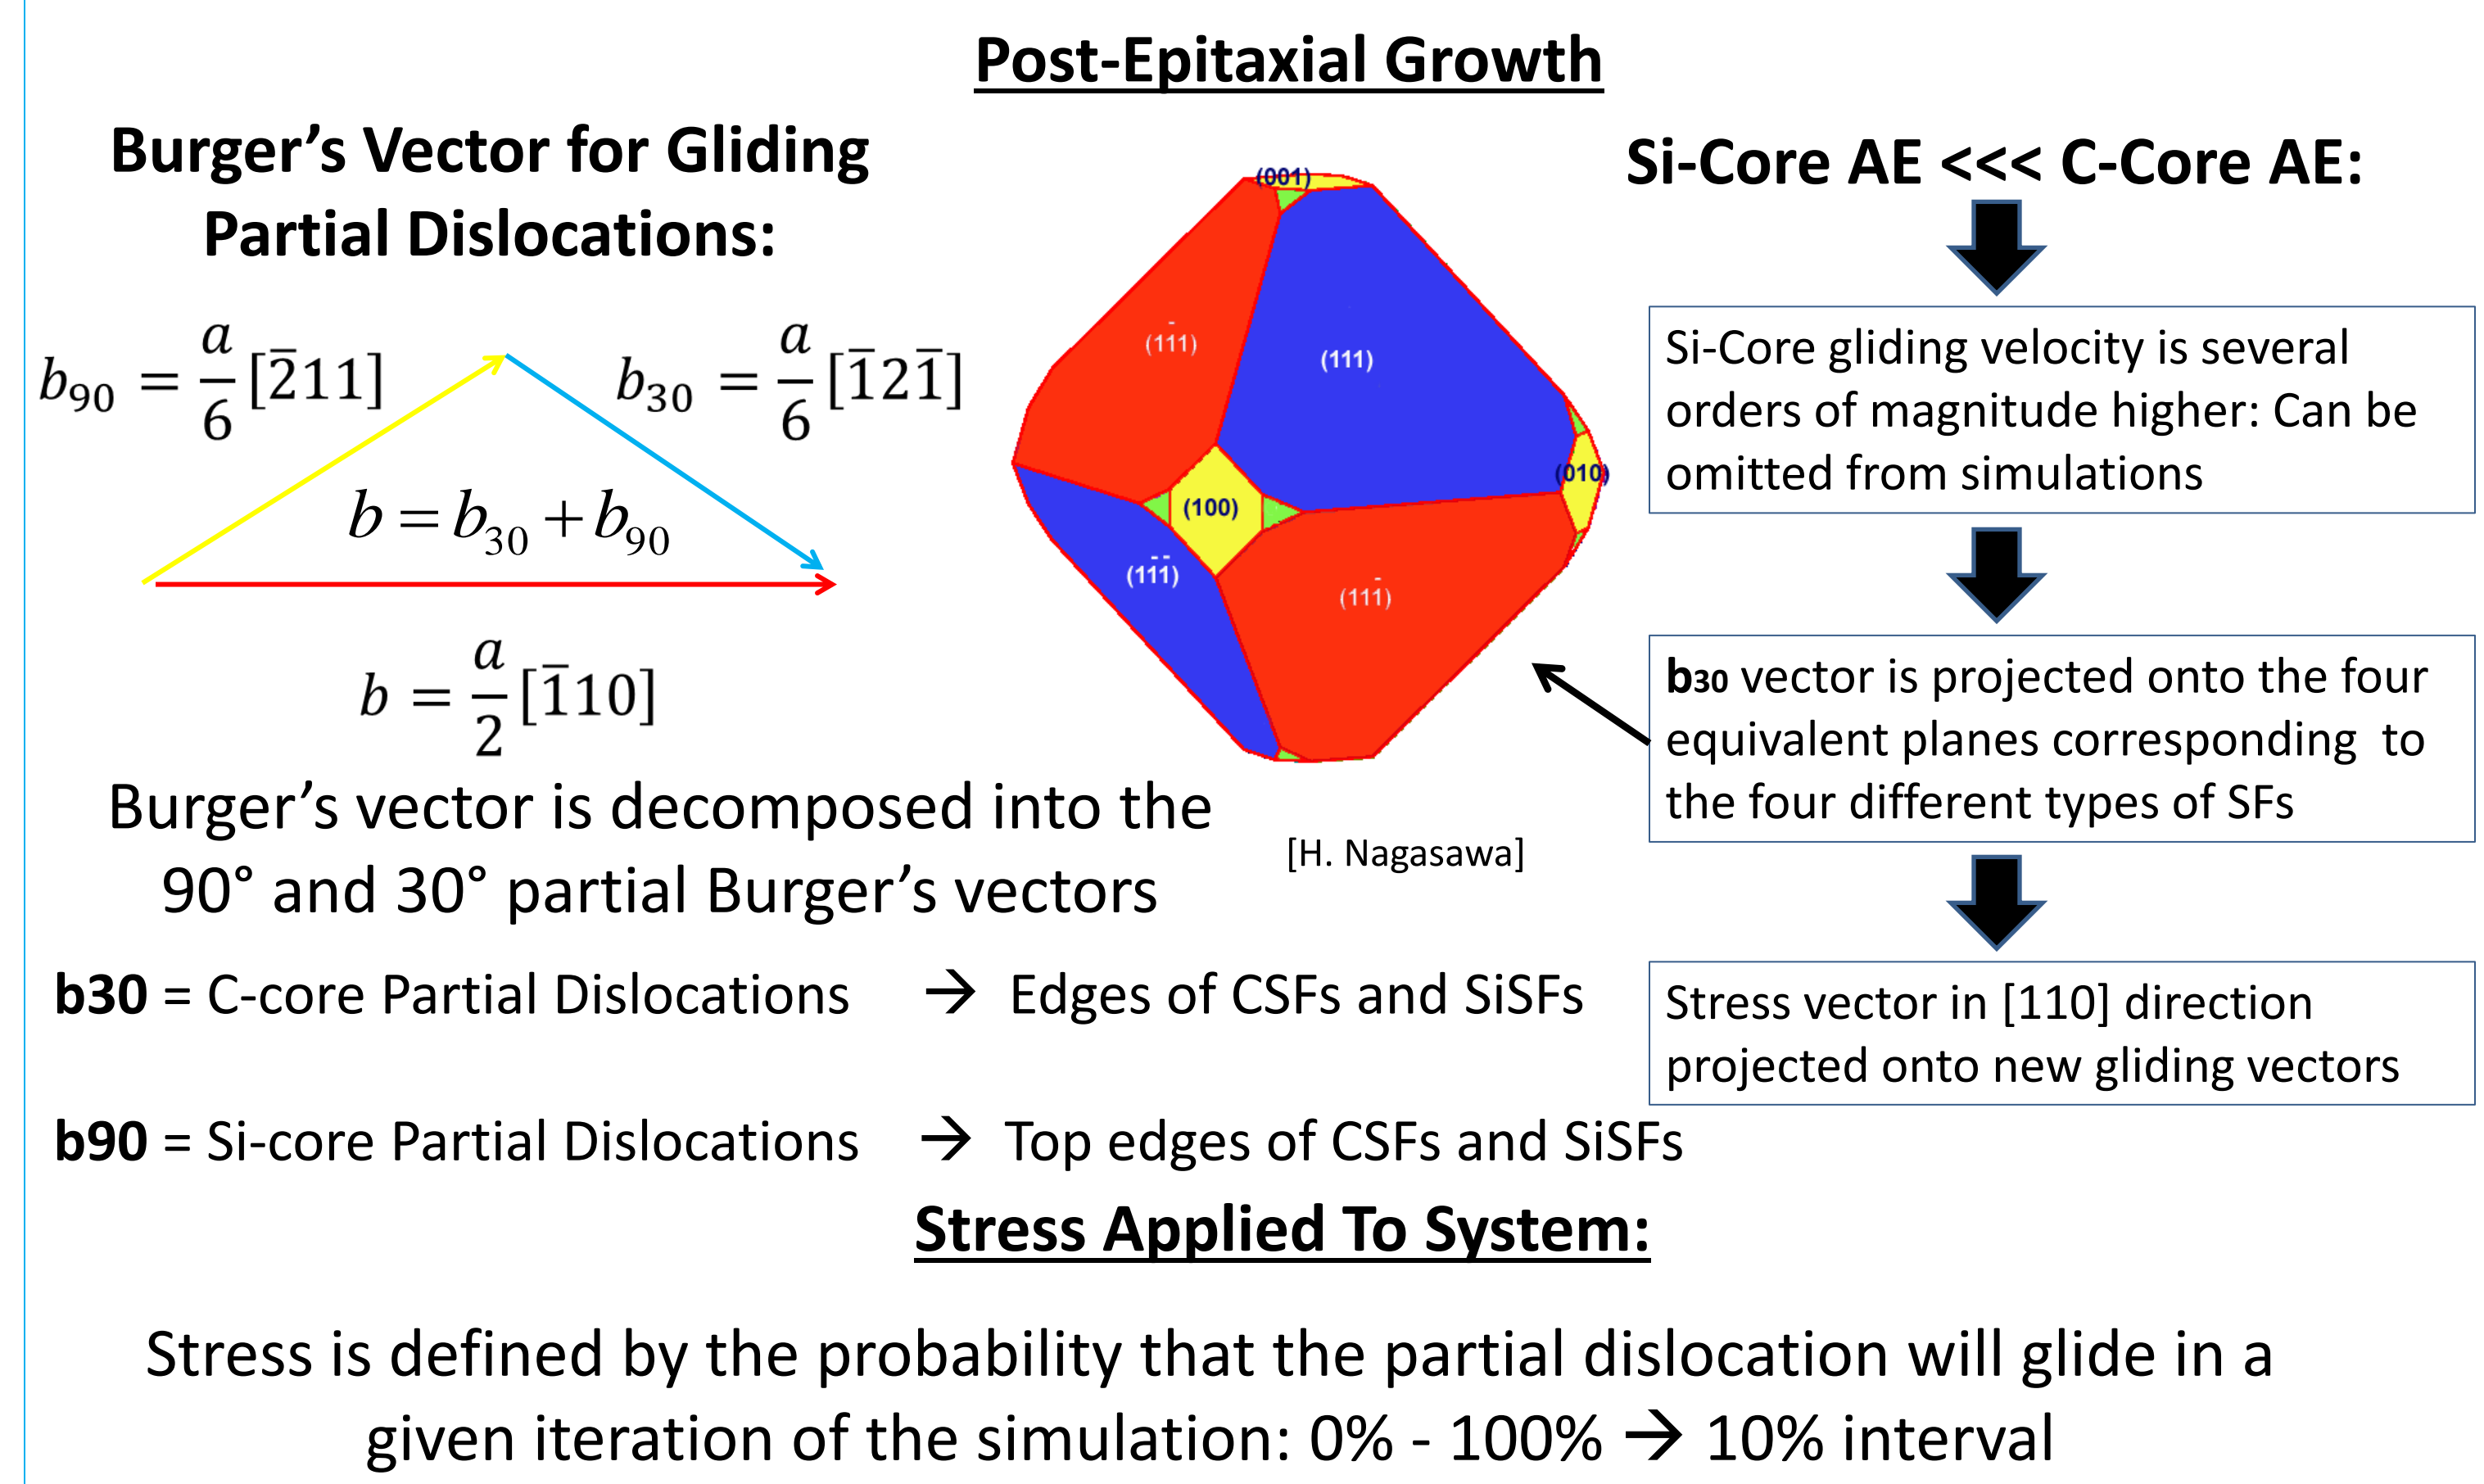 Post-Epitaxial Growth
Burger’s Vector for Gliding
Partial Dislocations:
b₉₀ = a/6 [2̅11]
b₃₀ = a/6 [1̅21̅]
b = b₃₀ + b₉₀
b = a/2 [1̅10]
Burger’s vector is decomposed into the
90° and 30° partial Burger’s vectors
(001)
(11̅1)
(111)
(010)
(100)
(11̅1̅)
(111̅)
[H. Nagasawa]
Si-Core AE <<< C-Core AE:
Si-Core gliding velocity is several
orders of magnitude higher: Can be
omitted from simulations
b₃₀ vector is projected onto the four
equivalent planes corresponding to
the four different types of SFs
Stress vector in [110] direction
projected onto new gliding vectors
b30 = C-core Partial Dislocations → Edges of CSFs and SiSFs
b90 = Si-core Partial Dislocations → Top edges of CSFs and SiSFs
Stress Applied To System:
Stress is defined by the probability that the partial dislocation will glide in a
given iteration of the simulation: 0% - 100% → 10% interval